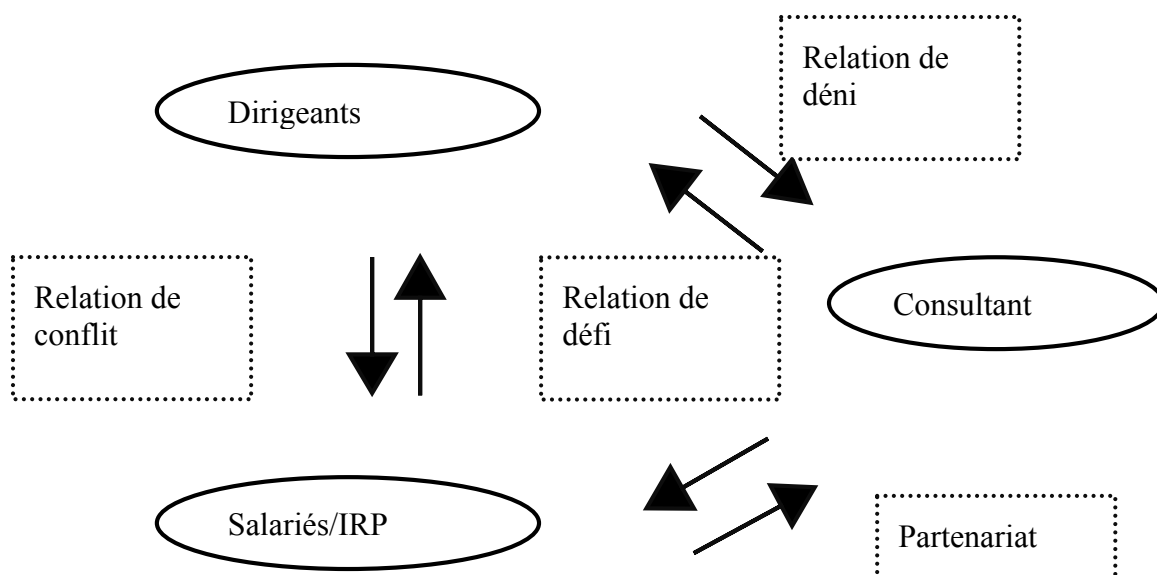 Relation de
déni
Dirigeants
Relation de
conflit
Relation de
défi
Consultant
Salariés/IRP
Partenariat